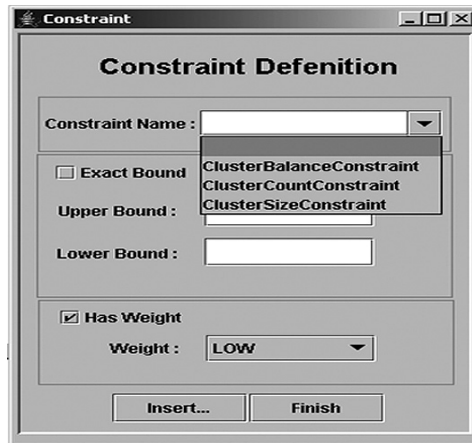 Constraint
Constraint Defenition
Constraint Name :
ClusterBalanceConstraint
ClusterCountConstraint
ClusterSizeConstraint
Exact Bound
Upper Bound :
Lower Bound :
Has Weight
Weight : LOW
Insert... Finish